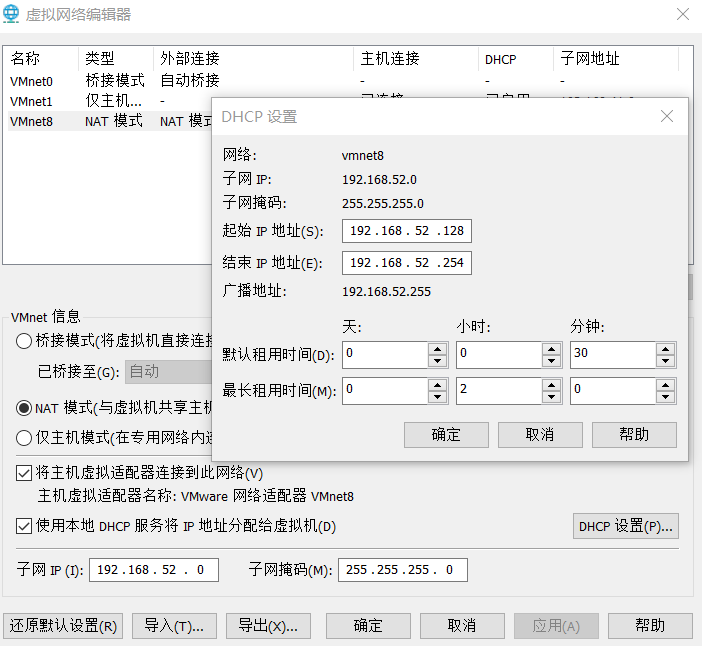 虚拟网络编辑器
名称 类型 外部连接 主机连接 DHCP 子网地址
VMnet0 桥接模式 自动桥接 - - -
VMnet1 仅主机... -
VMnet8 NAT 模式 NAT 模式
DHCP 设置
网络: vmnet8
子网 IP: 192.168.52.0
子网掩码: 255.255.255.0
起始 IP 地址(S): 192.168.52.128
结束 IP 地址(E): 192.168.52.254
广播地址: 192.168.52.255
天: 小时: 分钟:
默认租用时间(D): 0 0 30
最长租用时间(M): 0 2 0
确定 取消 帮助
VMnet 信息
桥接模式(将虚拟机直接连接
已桥接至(G): 自动
NAT 模式(与虚拟机共享主机
仅主机模式(在专用网络内连
将主机虚拟适配器连接到此网络(V)
主机虚拟适配器名称: VMware 网络适配器 VMnet8
使用本地 DHCP 服务将 IP 地址分配给虚拟机(D) DHCP 设置(P)...
子网 IP (I): 192.168.52.0 子网掩码(M): 255.255.255.0
还原默认设置(R) 导入(T)... 导出(X)... 确定 取消 应用(A) 帮助